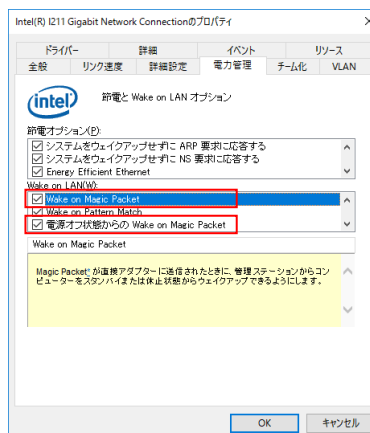 Intel(R) I211 Gigabit Network Connectionのプロパティ
ドライバー 詳細 イベント リソース
全般 リンク速度 詳細設定 電力管理 チーム化 VLAN
intel 節電と Wake on LAN オプション
節電オプション(P):
システムをウェイクアップせずに ARP 要求に応答する
システムをウェイクアップせずに NS 要求に応答する
Energy Efficient Ethernet
Wake on LAN(W):
Wake on Magic Packet
Wake on Pattern Match
電源オフ状態からの Wake on Magic Packet
Wake on Magic Packet
Magic Packet* が直接アダプターに送信されたときに、管理ステーションからコン
ピューターをスタンバイまたは休止状態からウェイクアップできるようにします。
OK キャンセル